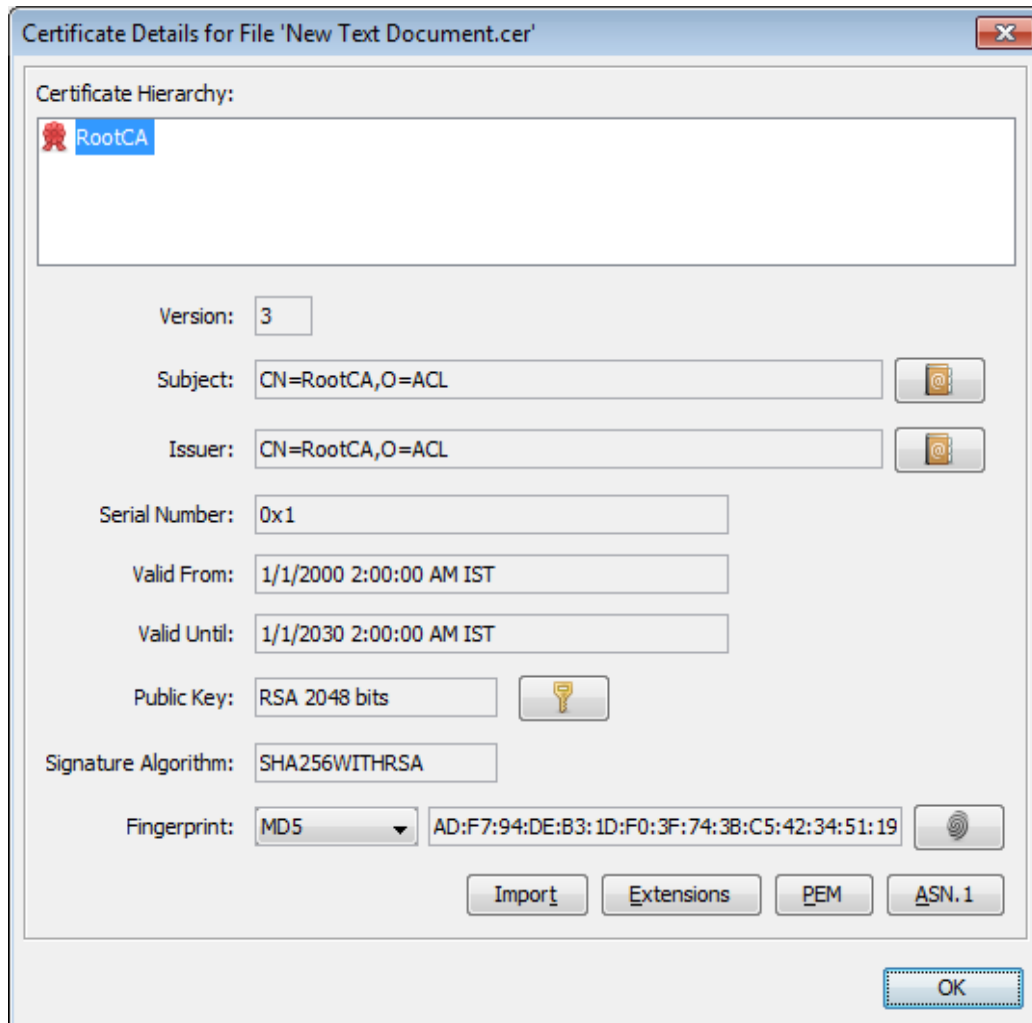 Certificate Details for File 'New Text Document.cer'
Certificate Hierarchy:
RootCA
Version: 3
Subject: CN=RootCA,O=ACL
Issuer: CN=RootCA,O=ACL
Serial Number: 0x1
Valid From: 1/1/2000 2:00:00 AM IST
Valid Until: 1/1/2030 2:00:00 AM IST
Public Key: RSA 2048 bits
Signature Algorithm: SHA256WITHRSA
Fingerprint: MD5 AD:F7:94:DE:B3:1D:F0:3F:74:3B:C5:42:34:51:19
Import Extensions PEM ASN.1
OK